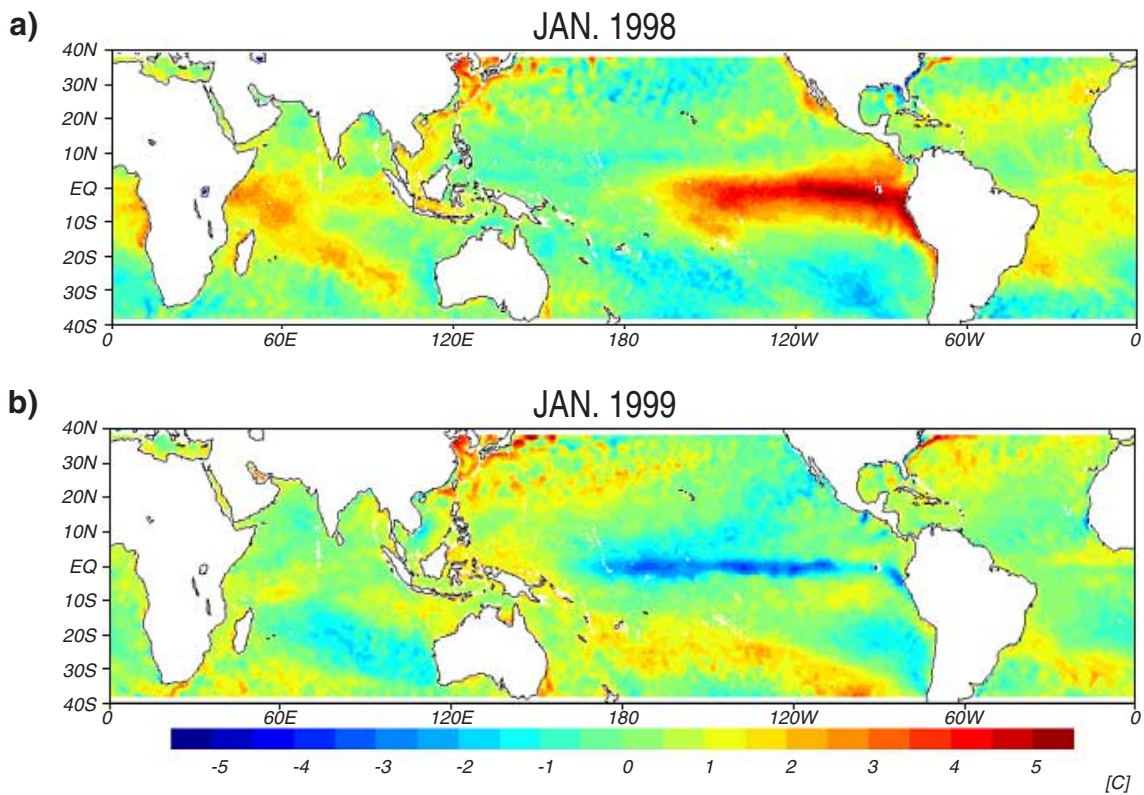 a)
JAN. 1998
40N
30N
20N
10N
EQ
10S
20S
30S
40S
0 60E 120E 180 120W 60W 0
b)
JAN. 1999
40N
30N
20N
10N
EQ
10S
20S
30S
40S
0 60E 120E 180 120W 60W 0
-5 -4 -3 -2 -1 0 1 2 3 4 5
[C]